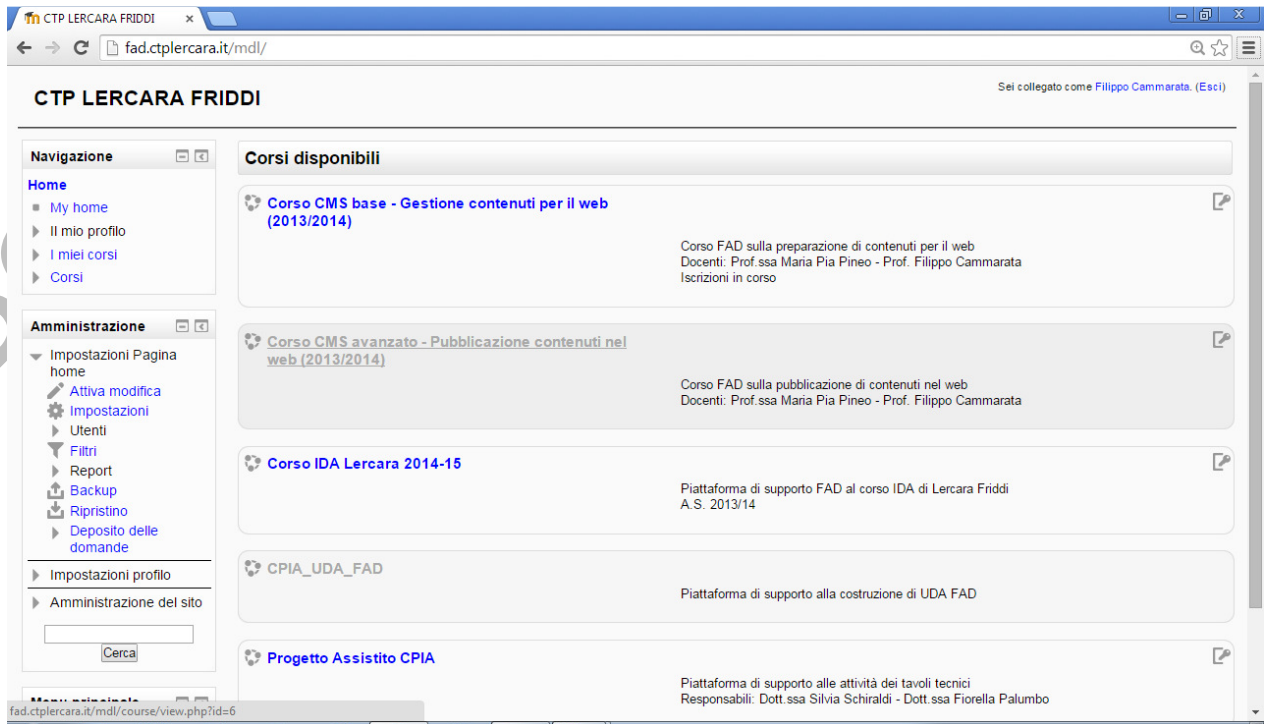 CTP LERCARA FRIDDI
fad.ctplercara.it/mdl/
CTP LERCARA FRIDDI
Sei collegato come Filippo Cammarata. (Esci)
Navigazione
Home
My home
Il mio profilo
I miei corsi
Corsi
Amministrazione
Impostazioni Pagina
home
Attiva modifica
Impostazioni
Utenti
Filtri
Report
Backup
Ripristino
Deposito delle
domande
Impostazioni profilo
Amministrazione del sito
Cerca
Corsi disponibili
Corso CMS base - Gestione contenuti per il web
(2013/2014)
Corso FAD sulla preparazione di contenuti per il web
Docenti: Prof.ssa Maria Pia Pineo - Prof. Filippo Cammarata
Iscrizioni in corso
Corso CMS avanzato - Pubblicazione contenuti nel
web (2013/2014)
Corso FAD sulla pubblicazione di contenuti nel web
Docenti: Prof.ssa Maria Pia Pineo - Prof. Filippo Cammarata
Corso IDA Lercara 2014-15
Piattaforma di supporto FAD al corso IDA di Lercara Friddi
A.S. 2013/14
CPIA_UDA_FAD
Piattaforma di supporto alla costruzione di UDA FAD
Progetto Assistito CPIA
Piattaforma di supporto alle attività dei tavoli tecnici
Responsabili: Dott.ssa Silvia Schiraldi - Dott.ssa Fiorella Palumbo
fad.ctplercara.it/mdl/course/view.php?id=6